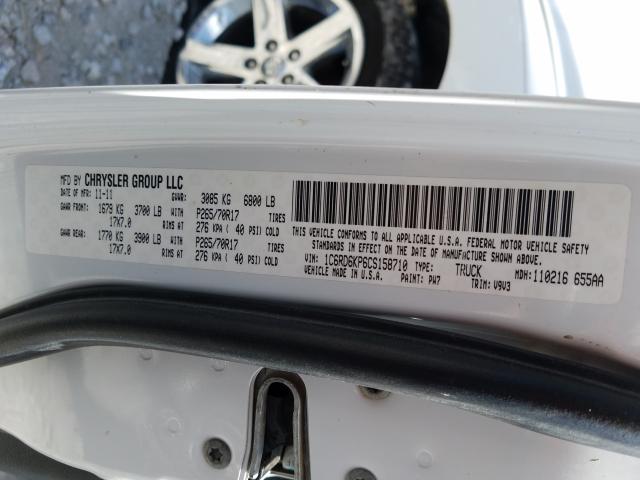 MFD BY CHRYSLER GROUP LLC
DATE OF MFR: 11-11 GVWR: 3085 KG 6800 LB
GAWR FRONT: 1679 KG 3700 LB WITH P265/70R17 TIRES
17X7.0 RIMS AT 276 KPA ( 40 PSI) COLD
GAWR REAR: 1770 KG 3900 LB WITH P265/70R17 TIRES
17X7.0 RIMS AT 276 KPA ( 40 PSI) COLD
THIS VEHICLE CONFORMS TO ALL APPLICABLE U.S.A. FEDERAL MOTOR VEHICLE SAFETY
STANDARDS IN EFFECT ON THE DATE OF MANUFACTURE SHOWN ABOVE.
VIN: 1C6RD6KP6CS158710 TYPE: TRUCK MDH: 110216 655AA
PAINT: PW7 TRIM: V9V3